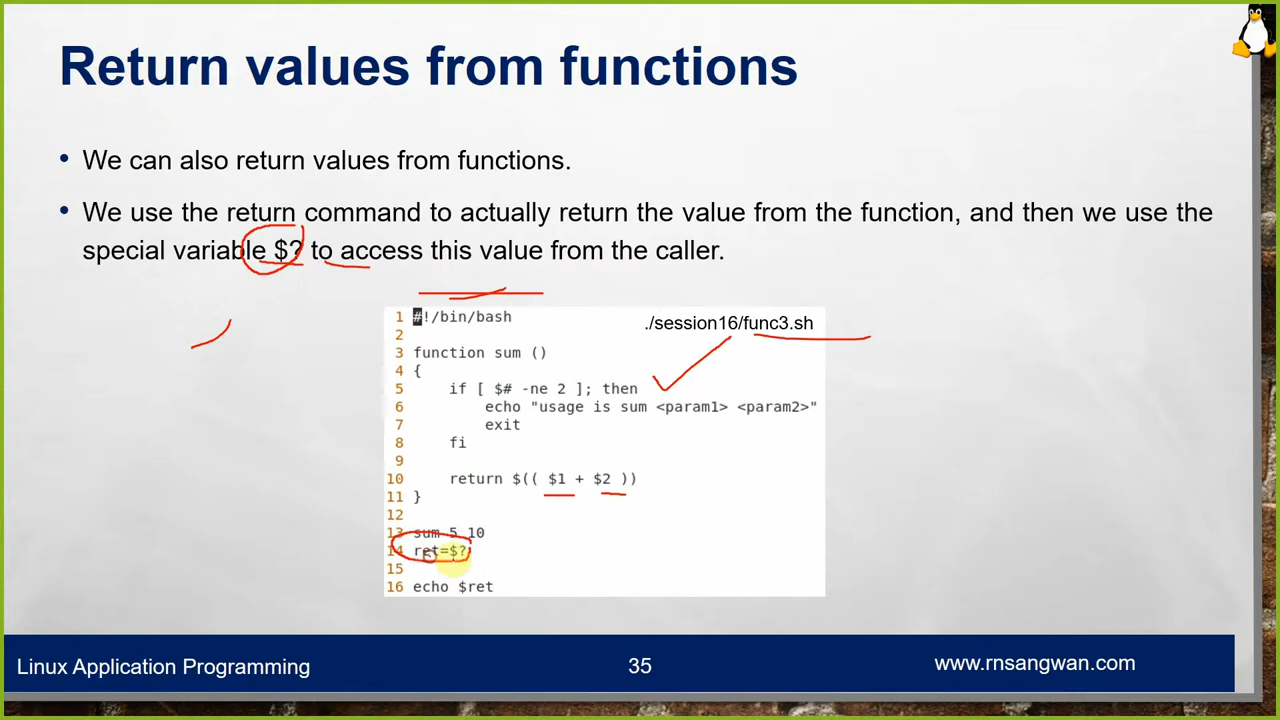 Return values from functions
• We can also return values from functions.
• We use the return command to actually return the value from the function, and then we use the
special variable $? to access this value from the caller.
./session16/func3.sh
1 #!/bin/bash
2
3 function sum ()
4 {
5 if [ $# -ne 2 ]; then
6 echo "usage is sum <param1> <param2>"
7 exit
8 fi
9
10 return $(( $1 + $2 ))
11 }
12
13 sum 5 10
14 ret=$?
15
16 echo $ret
Linux Application Programming
35
www.rnsangwan.com